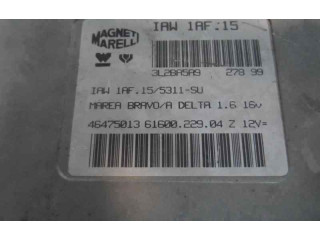 MAGNETI
MARELLI
IAW 1AF.15
3L2BA5A9 278 99
IAW 1AF.15/5311-SU
MAREA BRAVO/A DELTA 1.6 16v
46475013 61600.229.04 Z 12V=